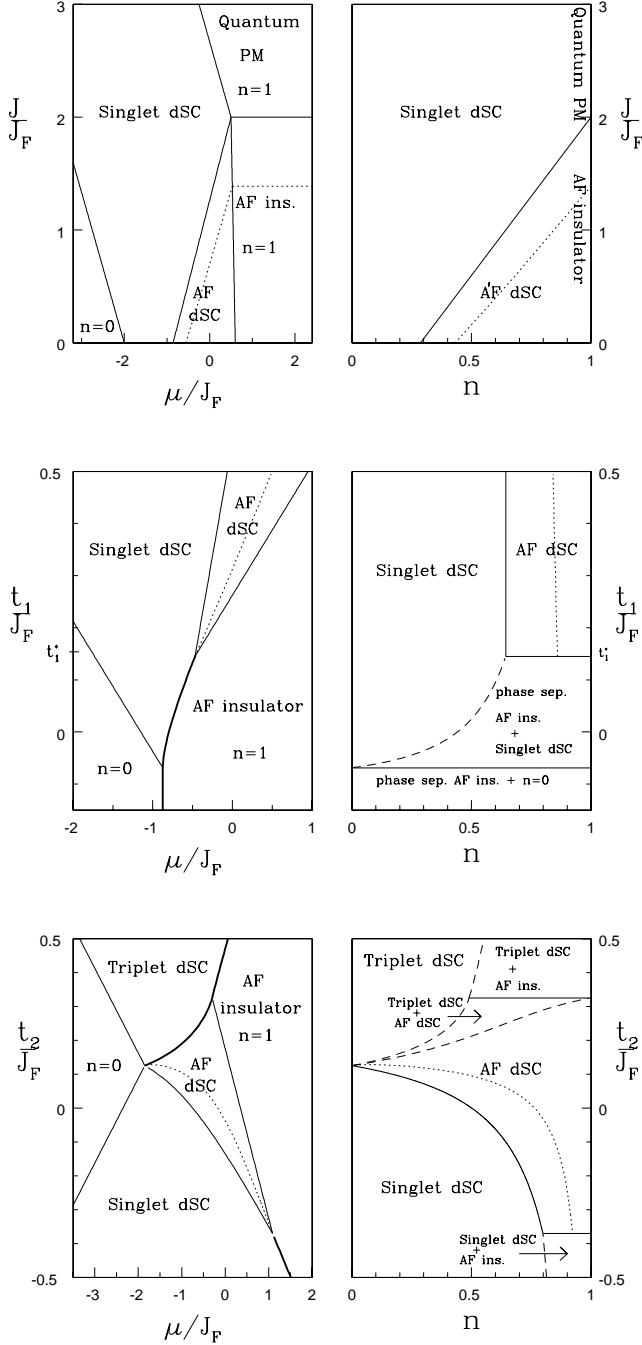 3
Quantum
PM
n=1
Singlet dSC
J
J_F
2
AF ins.
n=1
1
AF
dSC
n=0
0
-2
0
2
μ/J_F
3
Quantum PM
Singlet dSC
J
J_F
2
AF insulator
1
AF dSC
0
0
0.5
1
n
0.5
AF
dSC
Singlet dSC
t_1
J_F
t_1^*
AF insulator
0
n=1
n=0
-2
-1
0
1
μ/J_F
0.5
AF dSC
Singlet dSC
t_1
J_F
t_1^*
phase sep.
AF ins.
+
Singlet dSC
0
phase sep. AF ins. + n=0
0
0.5
1
n
0.5
Triplet dSC
AF
insulator
n=1
t_2
J_F
n=0
AF
dSC
0
Singlet dSC
-0.5
-3
-2
-1
0
1
2
μ/J_F
0.5
Triplet dSC
Triplet dSC
+
AF ins.
Triplet dSC
+
AF dSC
t_2
J_F
AF dSC
0
Singlet dSC
Singlet dSC
+
AF ins.
-0.5
0
0.5
1
n